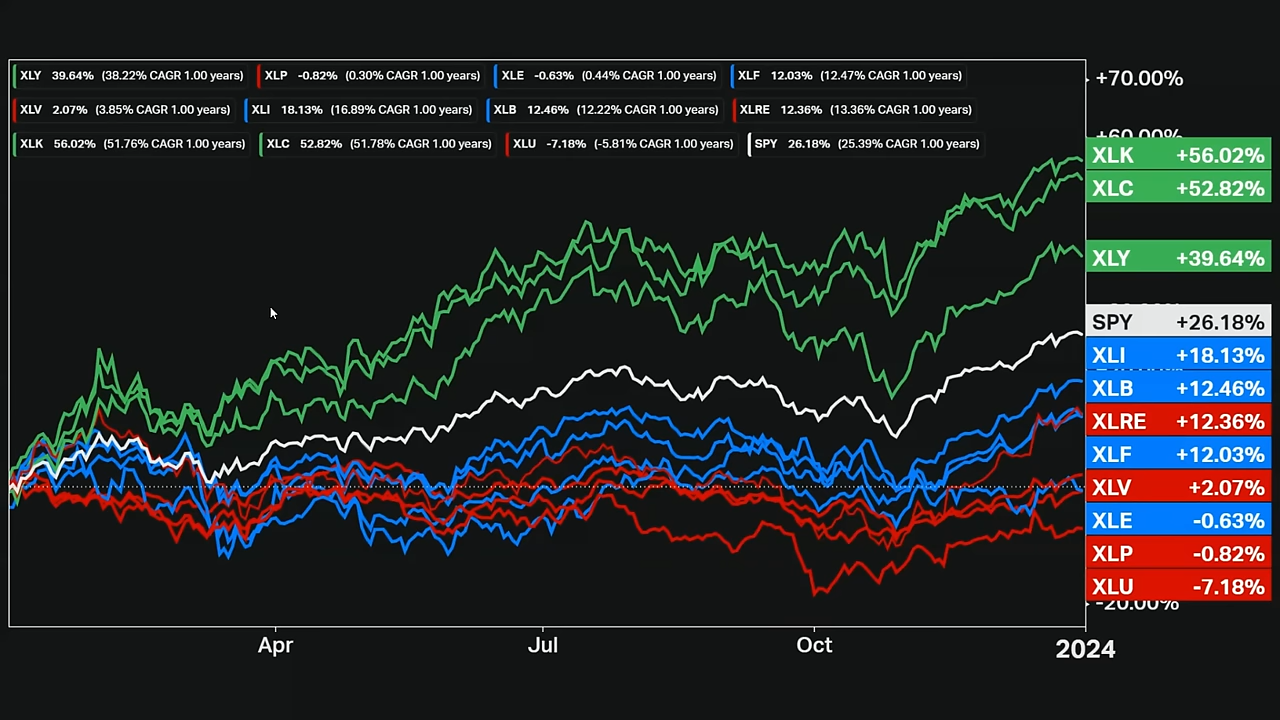 XLY 39.64% (38.22% CAGR 1.00 years) XLP -0.82% (0.30% CAGR 1.00 years) XLE -0.63% (0.44% CAGR 1.00 years) XLF 12.03% (12.47% CAGR 1.00 years)
XLV 2.07% (3.85% CAGR 1.00 years) XLI 18.13% (16.89% CAGR 1.00 years) XLB 12.46% (12.22% CAGR 1.00 years) XLRE 12.36% (13.36% CAGR 1.00 years)
XLK 56.02% (51.76% CAGR 1.00 years) XLC 52.82% (51.78% CAGR 1.00 years) XLU -7.18% (-5.81% CAGR 1.00 years) SPY 26.18% (25.39% CAGR 1.00 years)
+70.00%
+60.00%
XLK +56.02%
XLC +52.82%
XLY +39.64%
SPY +26.18%
XLI +18.13%
XLB +12.46%
XLRE +12.36%
XLF +12.03%
XLV +2.07%
XLE -0.63%
XLP -0.82%
XLU -7.18%
-20.00%
Apr Jul Oct 2024